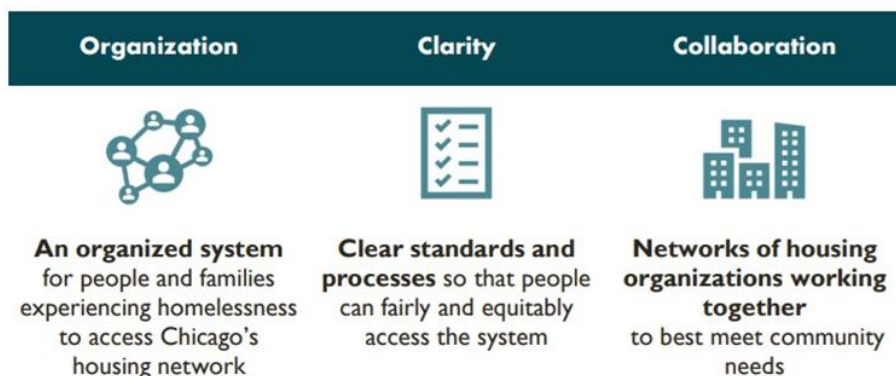 Organization
Clarity
Collaboration
An organized system
for people and families
experiencing homelessness
to access Chicago’s
housing network
Clear standards and
processes so that people
can fairly and equitably
access the system
Networks of housing
organizations working
together
to best meet community
needs